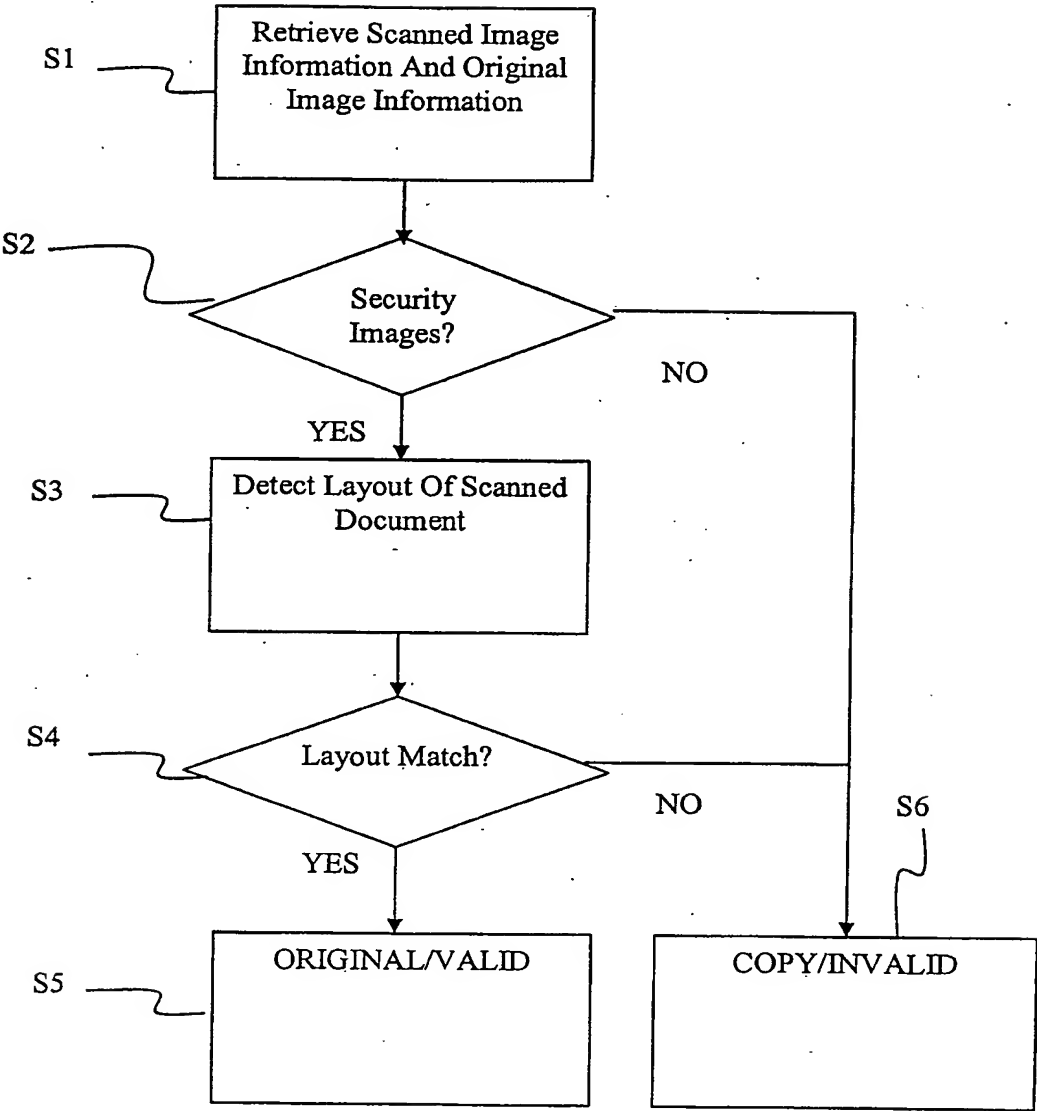 S1
Retrieve Scanned Image
Information And Original
Image Information
S2
Security
Images?
NO
YES
S3
Detect Layout Of Scanned
Document
S4
Layout Match?
NO
YES
S6
S5
ORIGINAL/VALID
COPY/INVALID